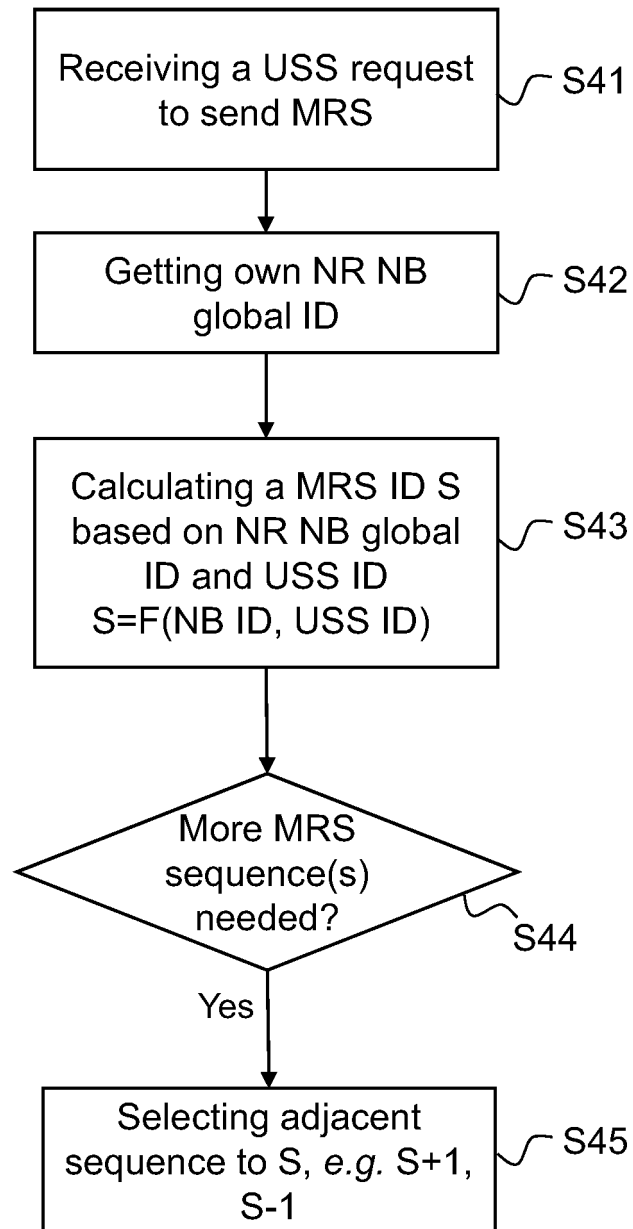 Receiving a USS request
to send MRS
S41
Getting own NR NB
global ID
S42
Calculating a MRS ID S
based on NR NB global
ID and USS ID
S=F(NB ID, USS ID)
S43
More MRS
sequence(s)
needed?
S44
Yes
Selecting adjacent
sequence to S, e.g. S+1,
S-1
S45